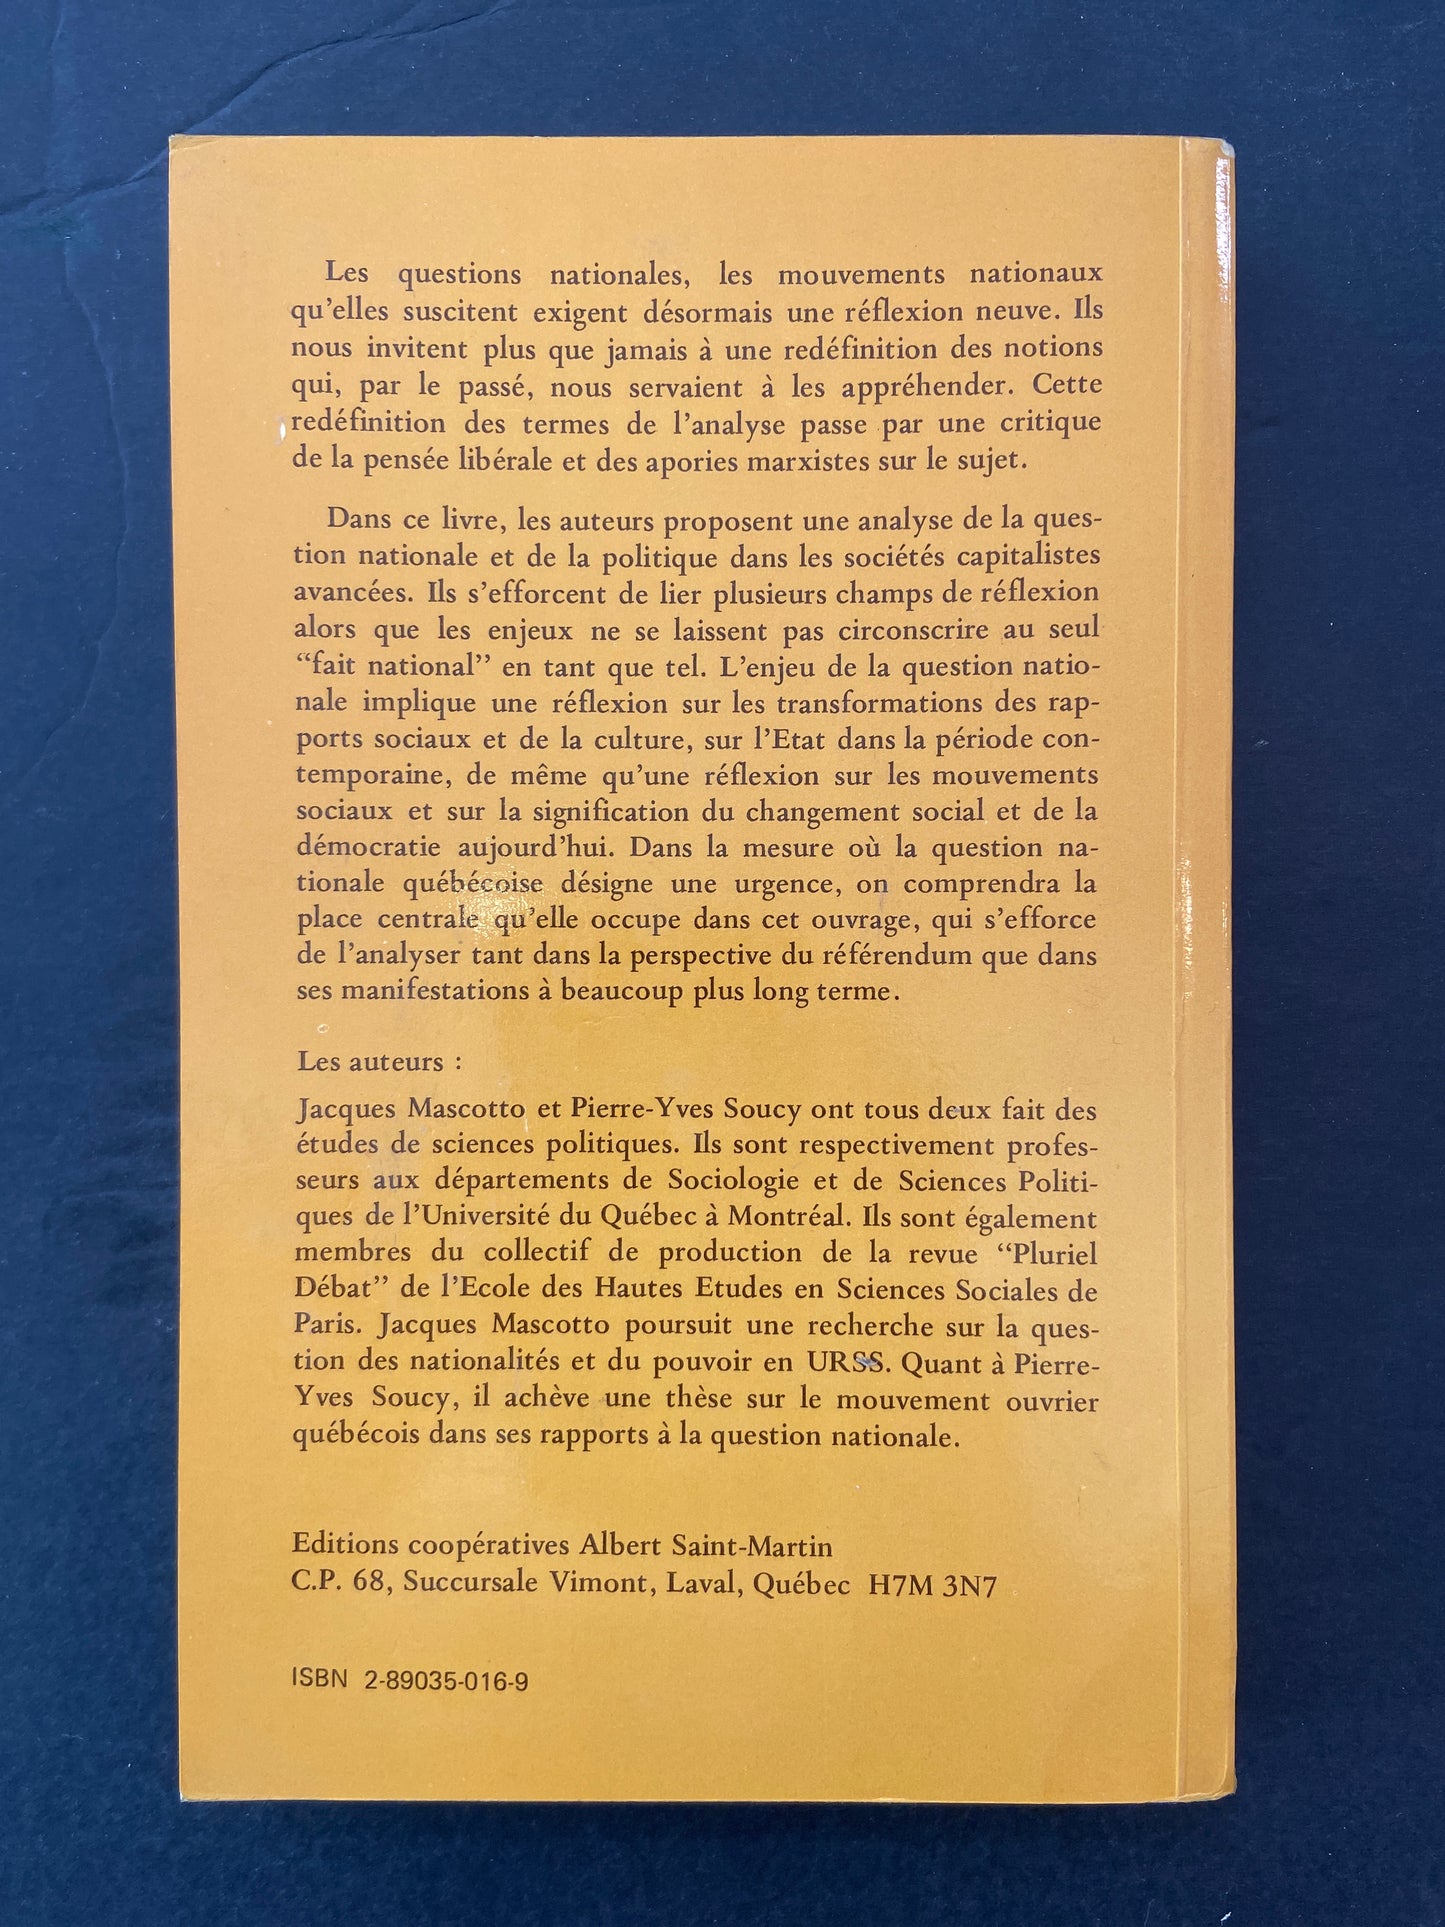 Les questions nationales, les mouvements nationaux
qu'elles suscitent exigent désormais une réflexion neuve. Ils
nous invitent plus que jamais à une redéfinition des notions
qui, par le passé, nous servaient à les appréhender. Cette
redéfinition des termes de l'analyse passe par une critique
de la pensée libérale et des apories marxistes sur le sujet.
Dans ce livre, les auteurs proposent une analyse de la ques-
tion nationale et de la politique dans les sociétés capitalistes
avancées. Ils s'efforcent de lier plusieurs champs de réflexion
alors que les enjeux ne se laissent pas circonscrire au seul
“fait national” en tant que tel. L'enjeu de la question natio-
nale implique une réflexion sur les transformations des rap-
ports sociaux et de la culture, sur l'Etat dans la période con-
temporaine, de même qu'une réflexion sur les mouvements
sociaux et sur la signification du changement social et de la
démocratie aujourd'hui. Dans la mesure où la question na-
tionale québécoise désigne une urgence, on comprendra la
place centrale qu'elle occupe dans cet ouvrage, qui s'efforce
de l'analyser tant dans la perspective du référendum que dans
ses manifestations à beaucoup plus long terme.
Les auteurs :
Jacques Mascotto et Pierre-Yves Soucy ont tous deux fait des
études de sciences politiques. Ils sont respectivement profes-
seurs aux départements de Sociologie et de Sciences Politi-
ques de l'Université du Québec à Montréal. Ils sont également
membres du collectif de production de la revue “Pluriel
Débat” de l'Ecole des Hautes Etudes en Sciences Sociales de
Paris. Jacques Mascotto poursuit une recherche sur la ques-
tion des nationalités et du pouvoir en URSS. Quant à Pierre-
Yves Soucy, il achève une thèse sur le mouvement ouvrier
québécois dans ses rapports à la question nationale.
Editions coopératives Albert Saint-Martin
C.P. 68, Succursale Vimont, Laval, Québec H7M 3N7
ISBN 2-89035-016-9